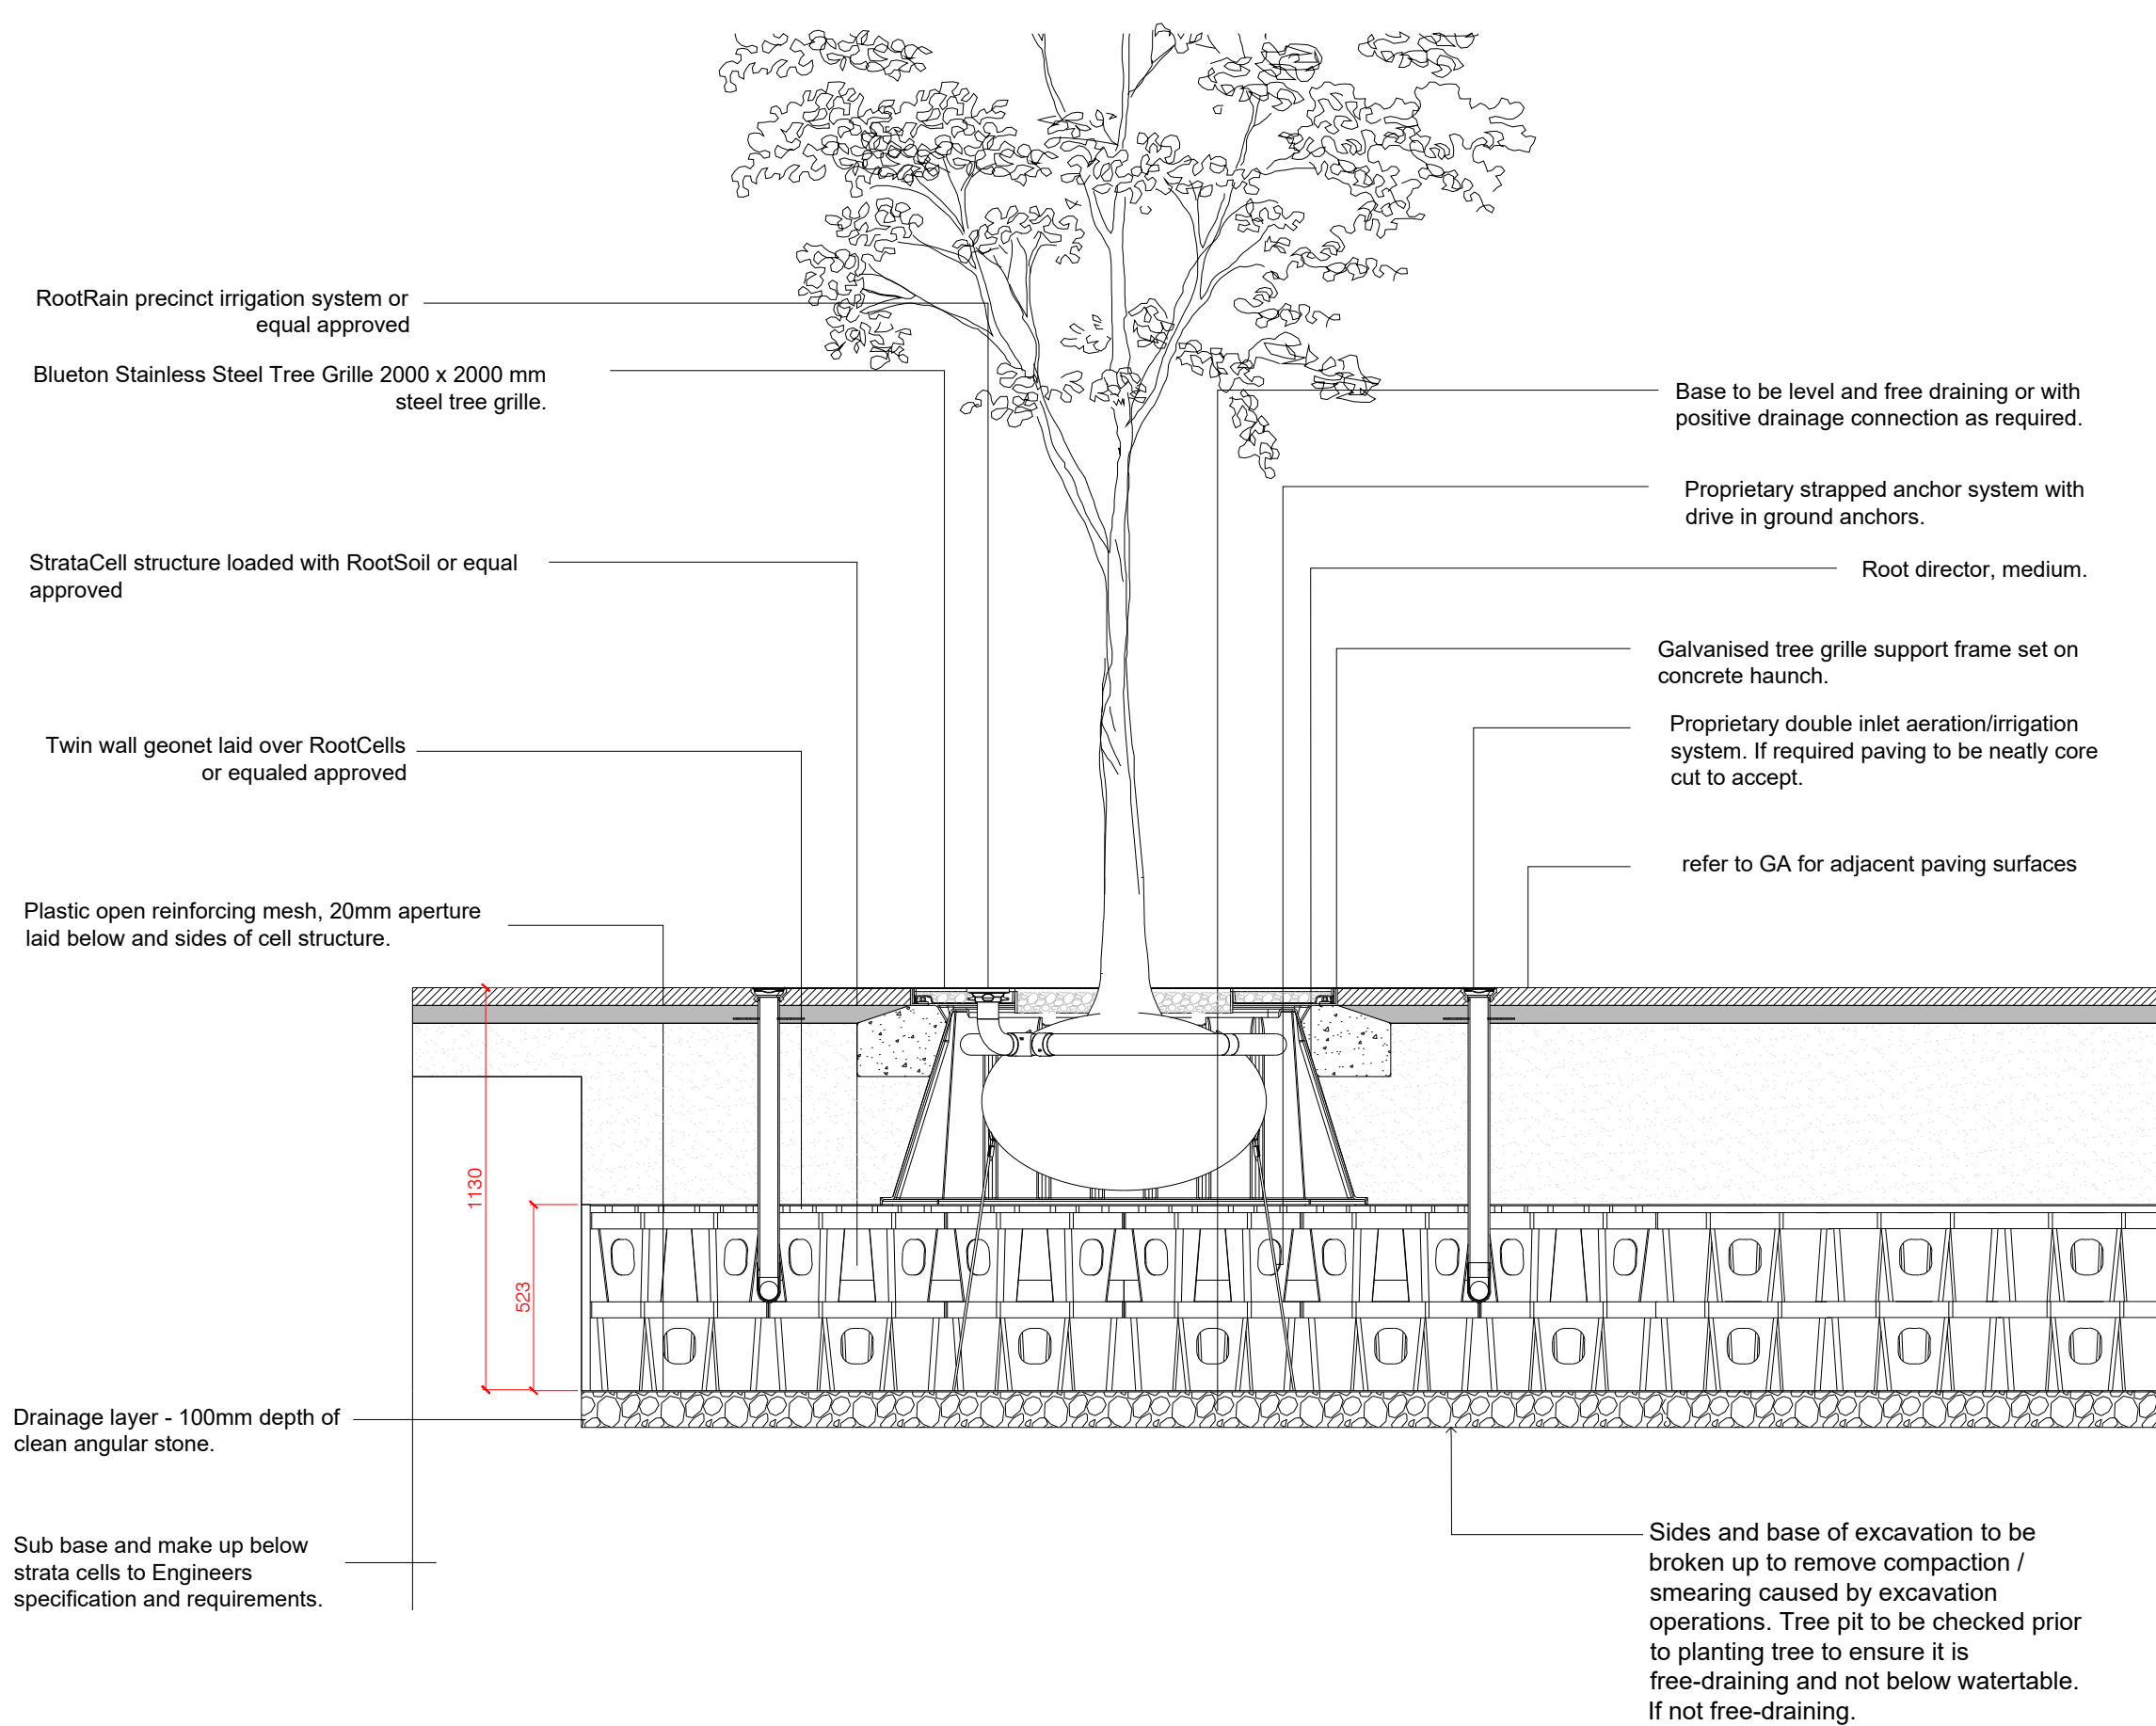 RootRain precinct irrigation system or
equal approved
Blueton Stainless Steel Tree Grille 2000 x 2000 mm
steel tree grille.
StrataCell structure loaded with RootSoil or equal
approved
Twin wall geonet laid over RootCells
or equaled approved
Plastic open reinforcing mesh, 20mm aperture
laid below and sides of cell structure.
1130
523
Drainage layer - 100mm depth of
clean angular stone.
Sub base and make up below
strata cells to Engineers
specification and requirements.
Base to be level and free draining or with
positive drainage connection as required.
Proprietary strapped anchor system with
drive in ground anchors.
Root director, medium.
Galvanised tree grille support frame set on
concrete haunch.
Proprietary double inlet aeration/irrigation
system. If required paving to be neatly core
cut to accept.
refer to GA for adjacent paving surfaces
Sides and base of excavation to be
broken up to remove compaction /
smearing caused by excavation
operations. Tree pit to be checked prior
to planting tree to ensure it is
free-draining and not below watertable.
If not free-draining.